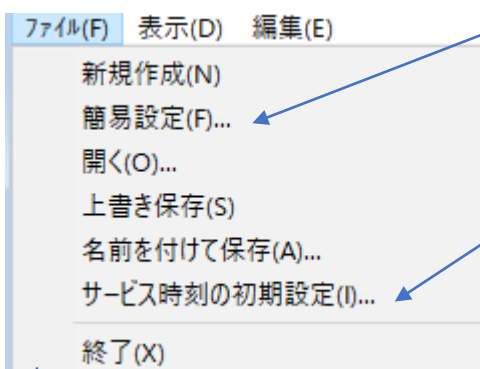 ファイル(F) 表示(D) 編集(E)
新規作成(N)
簡易設定(F)...
開く(O)...
上書き保存(S)
名前を付けて保存(A)...
サービス時刻の初期設定(I)...
終了(X)